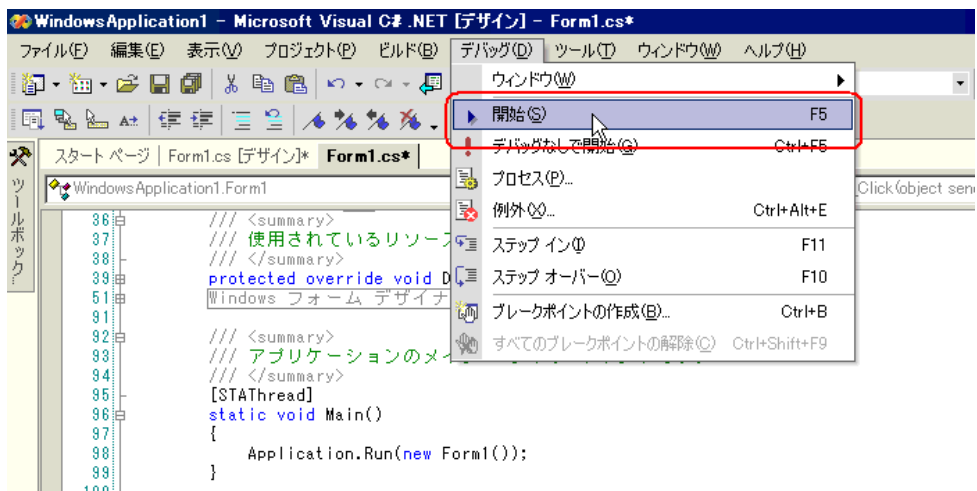 WindowsApplication1 - Microsoft Visual C# .NET [デザイン] - Form1.cs*
ファイル(F) 編集(E) 表示(V) プロジェクト(P) ビルド(B) デバッグ(D) ツール(T) ウィンドウ(W) ヘルプ(H)
ウィンドウ(W)
開始(S) F5
デバッグなしで開始(G) Ctrl+F5
プロセス(P)...
例外(X)... Ctrl+Alt+E
ステップ イン(I) F11
ステップ オーバー(O) F10
ブレークポイントの作成(B)... Ctrl+B
すべてのブレークポイントの解除(C) Ctrl+Shift+F9
スタート ページ Form1.cs [デザイン]* Form1.cs*
ツールボック
WindowsApplication1.Form1
Click(object sen
36 /// <summary>
37 /// 使用されているリソース
38 /// </summary>
39 protected override void D
51 Windows フォーム デザイナ
91
92 /// <summary>
93 /// アプリケーションのメイ
94 /// </summary>
95 [STAThread]
96 static void Main()
97 {
98 Application.Run(new Form1());
99 }
100